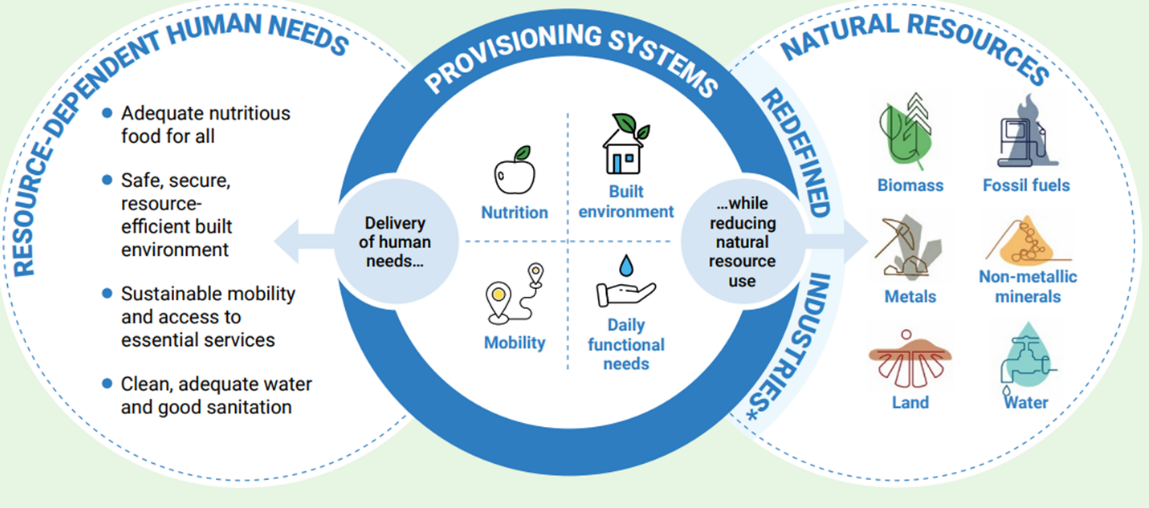 RESOURCE-DEPENDENT HUMAN NEEDS
Adequate nutritious
food for all
Safe, secure,
resource-
efficient built
environment
Sustainable mobility
and access to
essential services
Clean, adequate water
and good sanitation
PROVISIONING SYSTEMS
Delivery
of human
needs...
Nutrition
Built
environment
Mobility
Daily
functional
needs
...while
reducing
natural
resource
use
REDEFINED
INDUSTRIES*
NATURAL RESOURCES
Biomass
Fossil fuels
Metals
Non-metallic
minerals
Land
Water